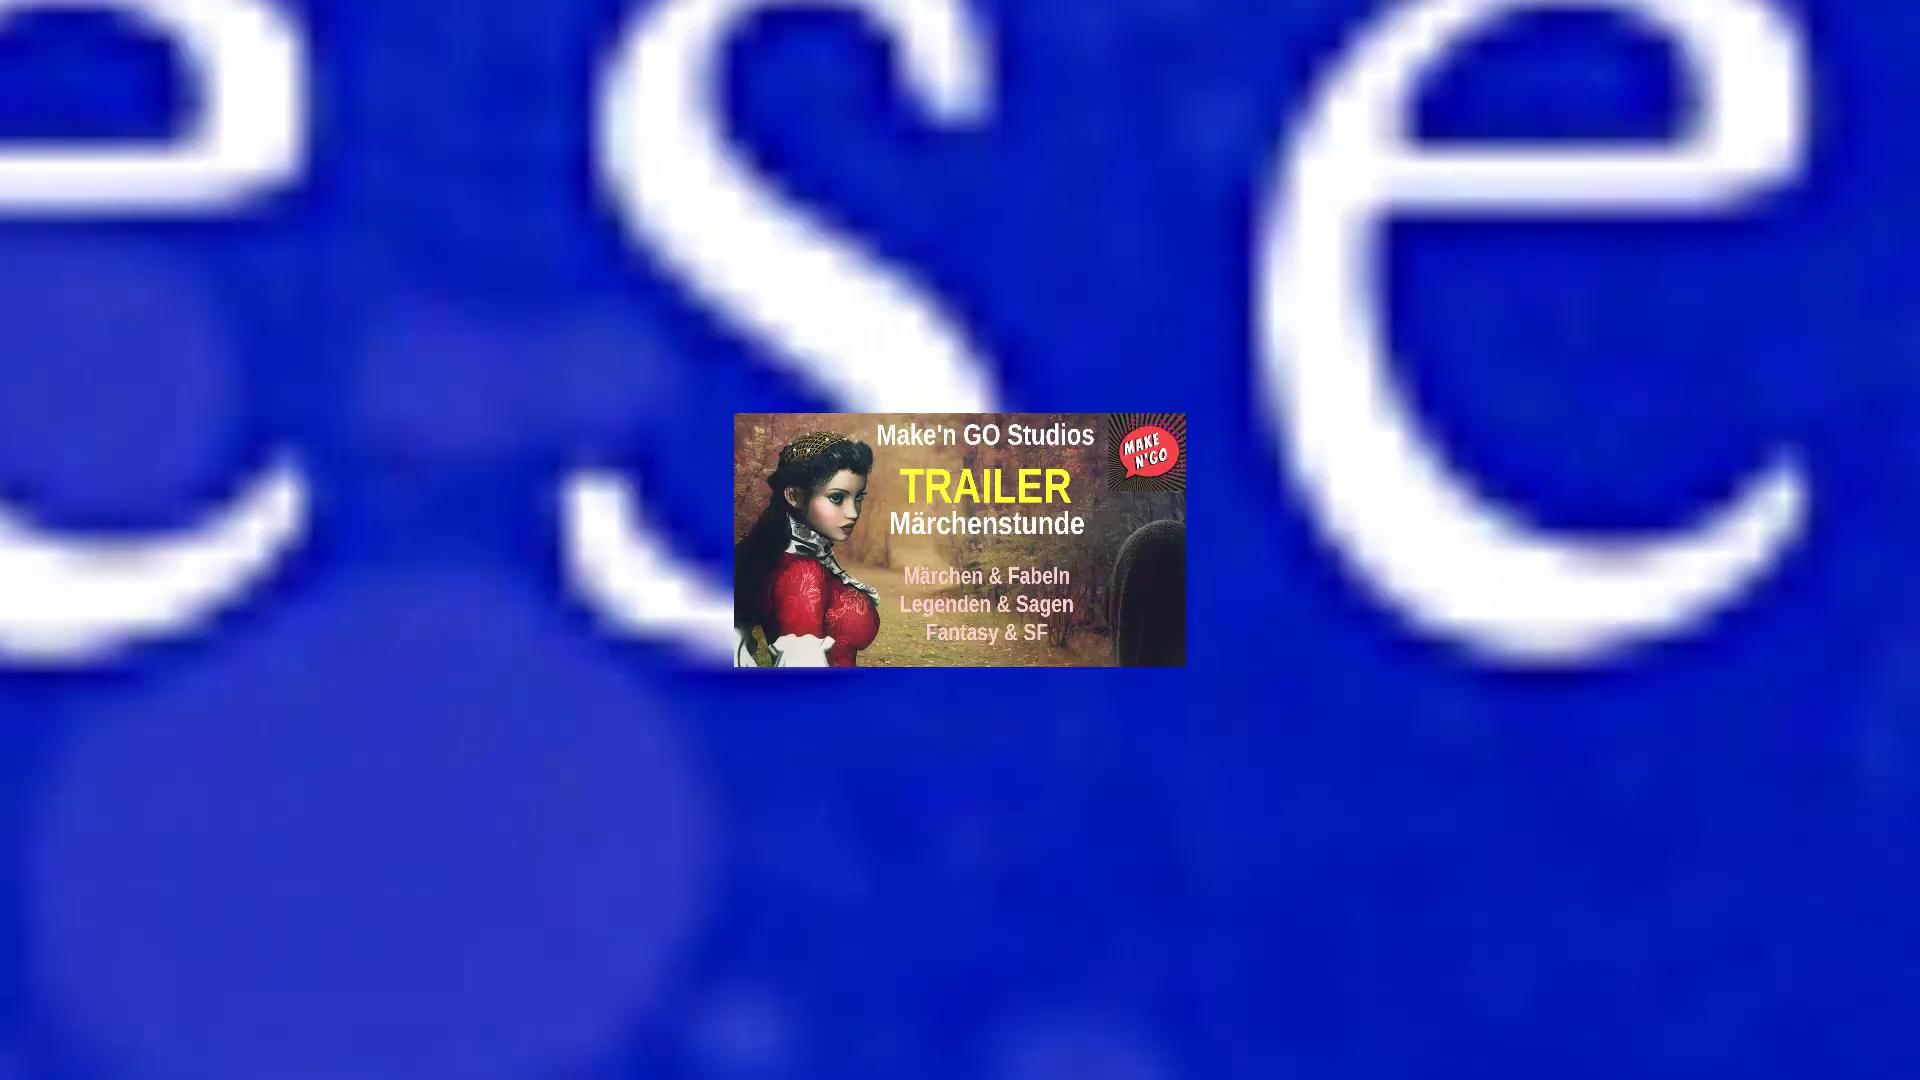 e s e
Make'n GO Studios
MAKE
N'GO
TRAILER
Märchenstunde
Märchen & Fabeln
Legenden & Sagen
Fantasy & SF